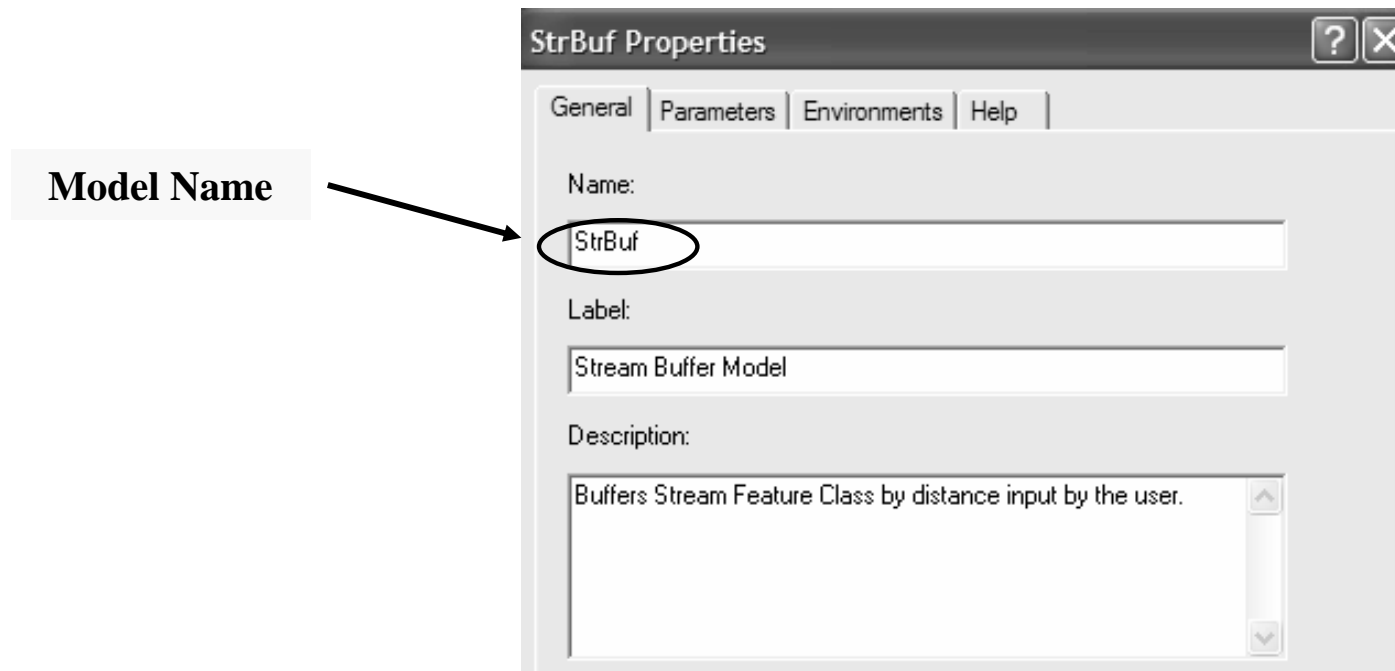 StrBuf Properties
General Parameters Environments Help
Model Name
Name:
StrBuf
Label:
Stream Buffer Model
Description:
Buffers Stream Feature Class by distance input by the user.